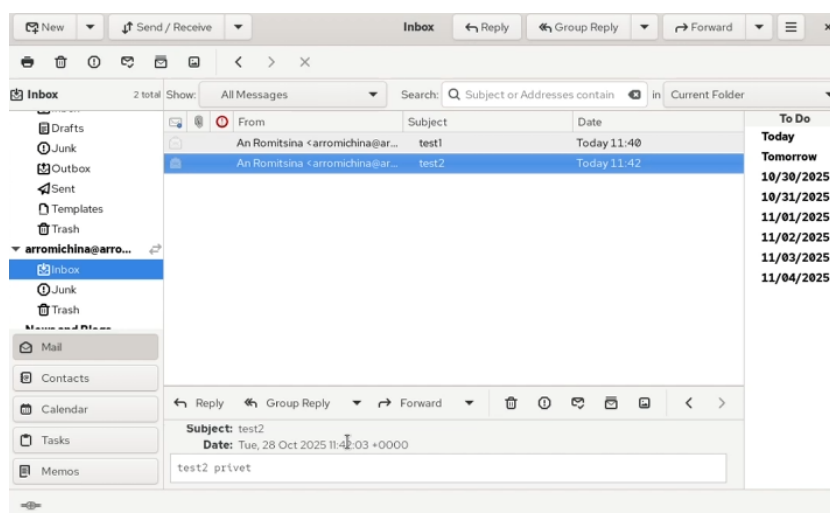 New Send / Receive Inbox Reply Group Reply Forward
Inbox 2 total Show: All Messages Search: Subject or Addresses contain in Current Folder
From Subject Date To Do
Drafts
Junk
Outbox
Sent
Templates
Trash
arromichina@arro...
Inbox
Junk
Trash
News and Blogs
An Romitsina <arromichina@ar... test1 Today 11:40
An Romitsina <arromichina@ar... test2 Today 11:42
Today
Tomorrow
10/30/2025
10/31/2025
11/01/2025
11/02/2025
11/03/2025
11/04/2025
Mail
Contacts
Calendar
Tasks
Memos
Reply Group Reply Forward
Subject: test2
Date: Tue, 28 Oct 2025 11:42:03 +0000
test2 privet